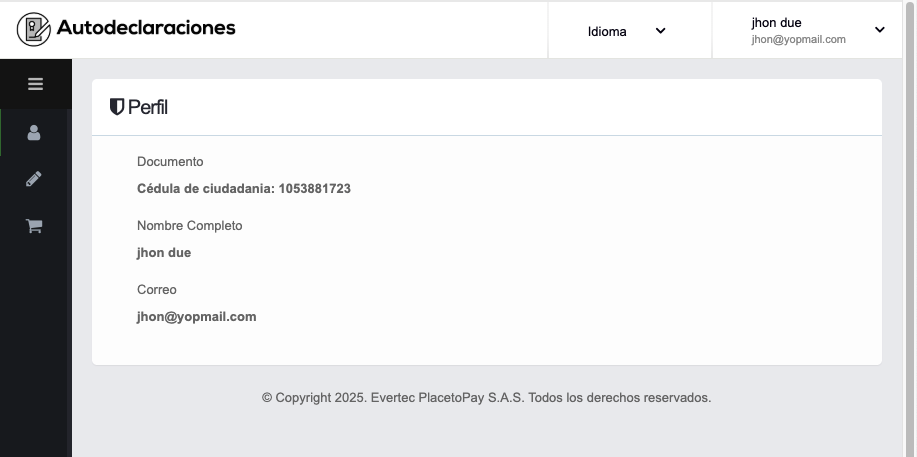 Autodeclaraciones
Idioma
jhon due
jhon@yopmail.com
Perfil
Documento
Cédula de ciudadania: 1053881723
Nombre Completo
jhon due
Correo
jhon@yopmail.com
© Copyright 2025. Evertec PlacetoPay S.A.S. Todos los derechos reservados.